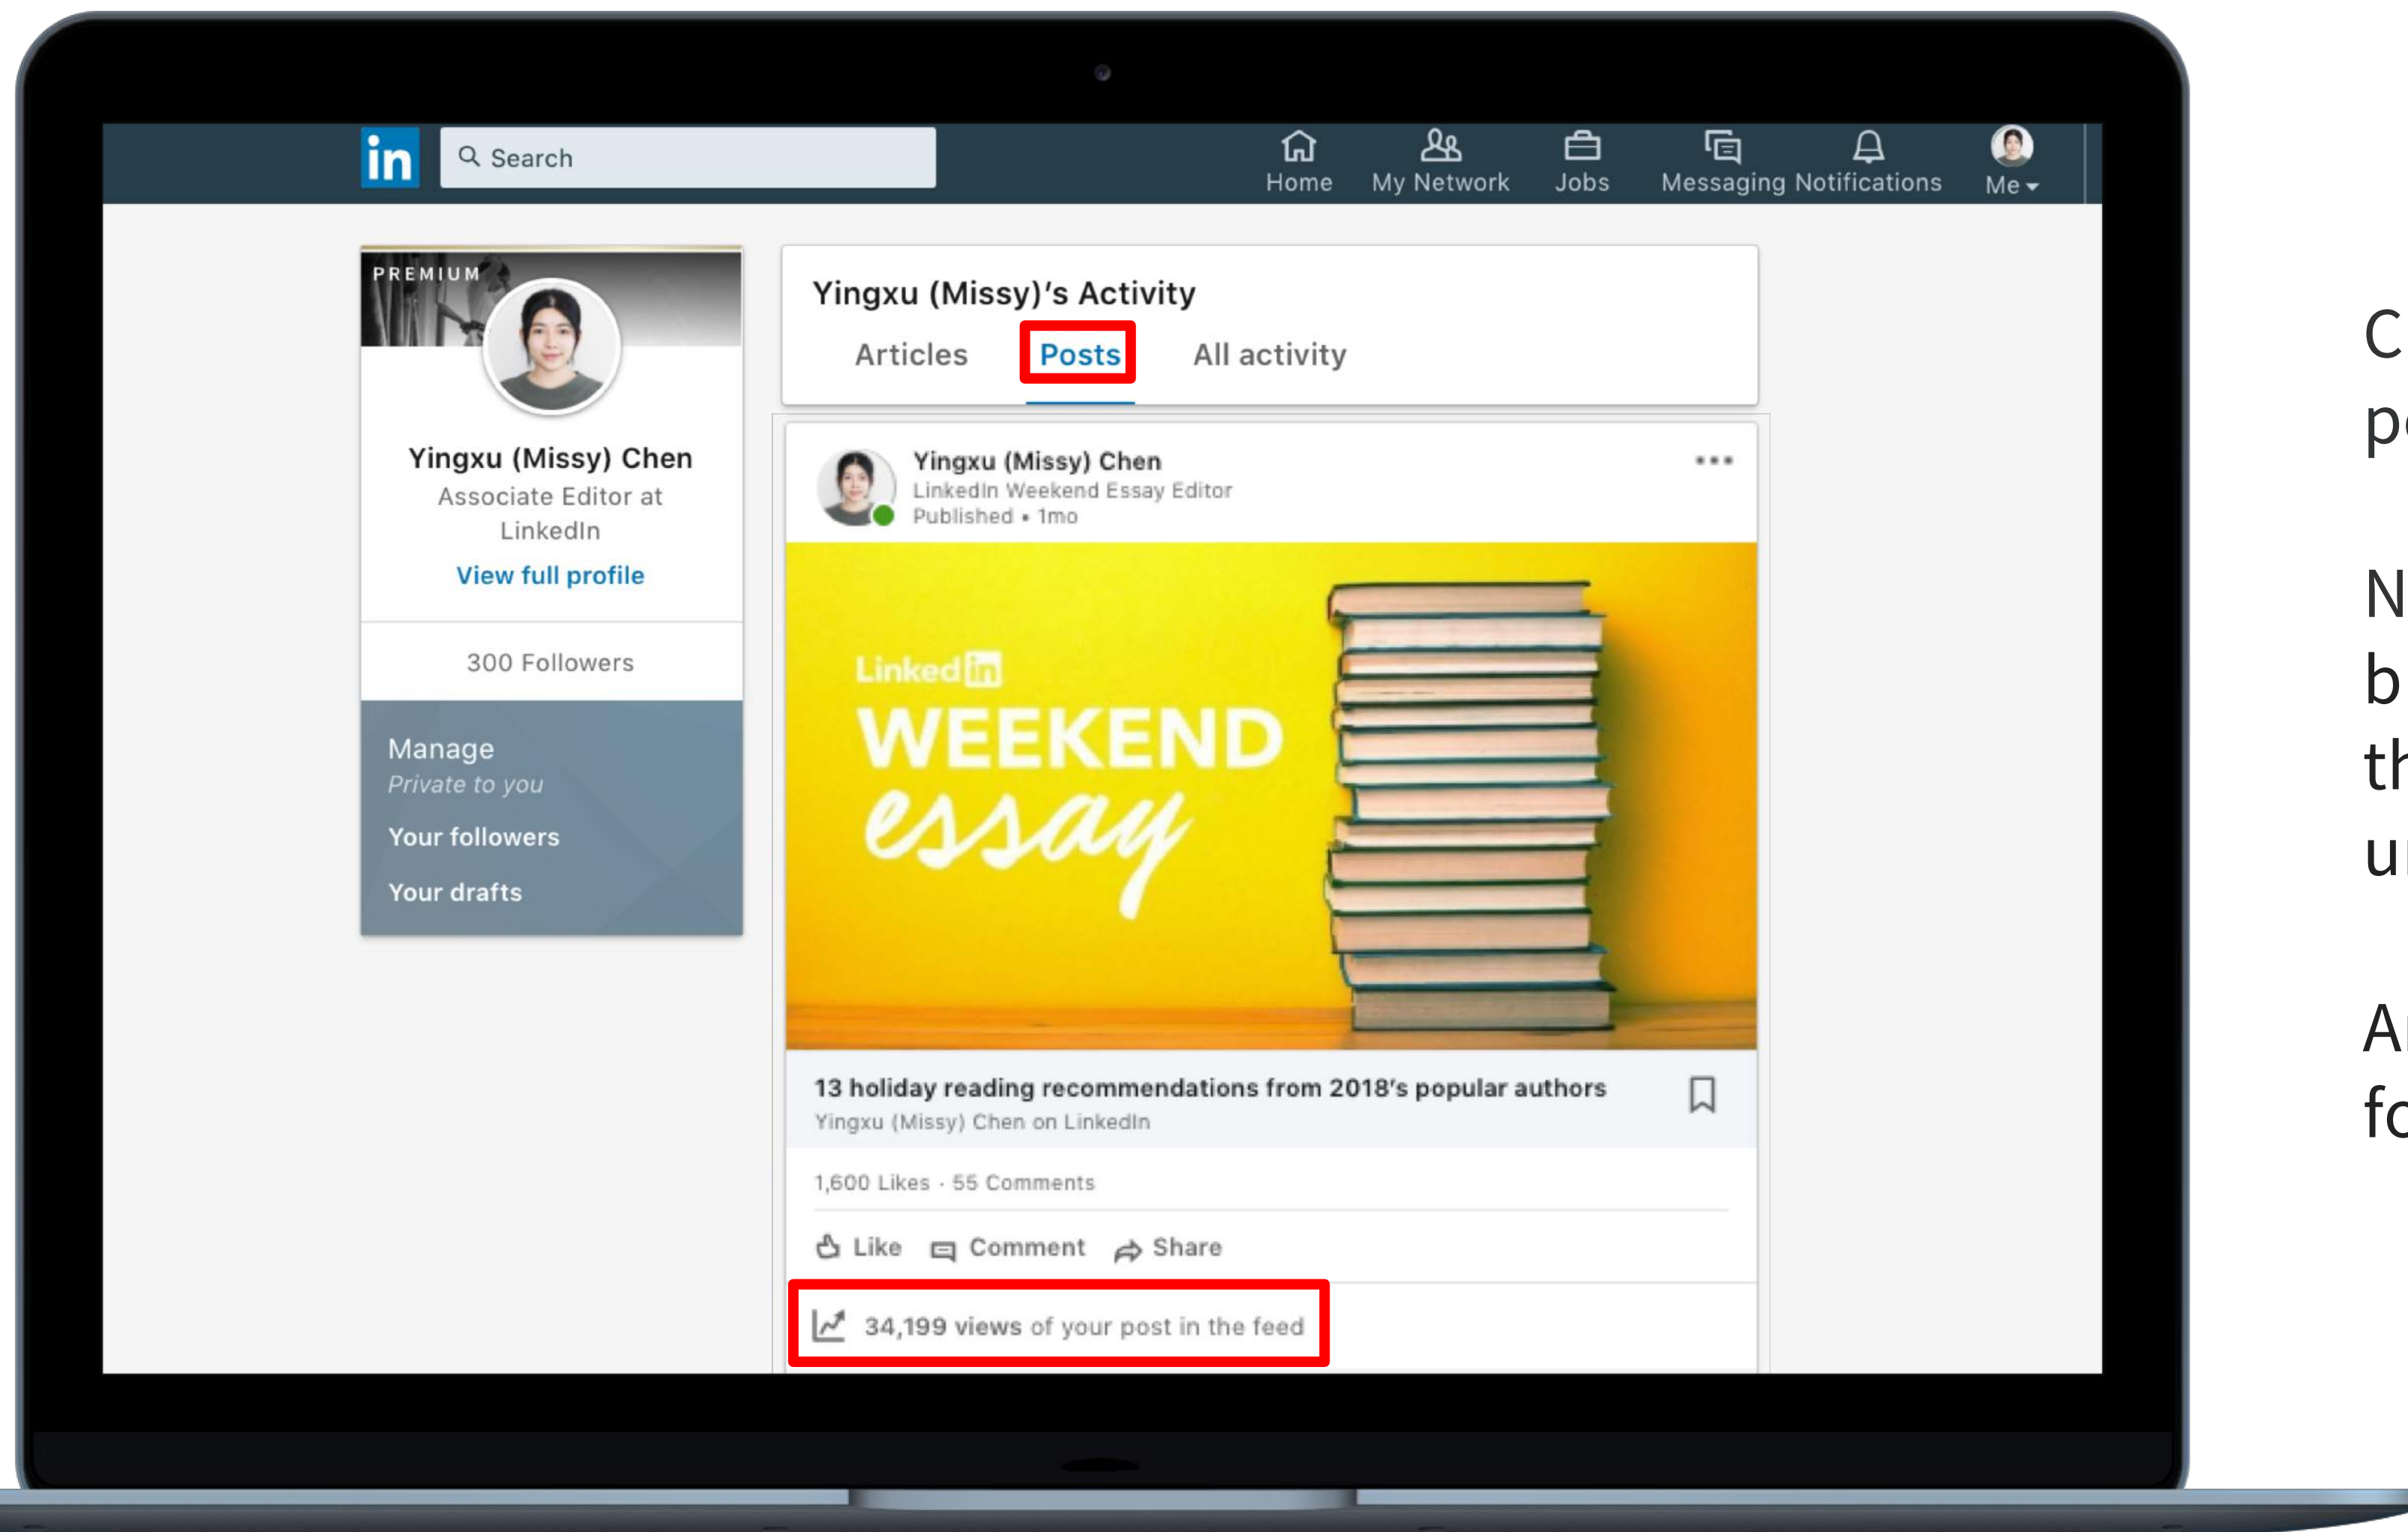 in
Search
Home
My Network
Jobs
Messaging
Notifications
Me
PREMIUM
Yingxu (Missy) Chen
Associate Editor at
LinkedIn
View full profile
300 Followers
Manage
Private to you
Your followers
Your drafts
Yingxu (Missy)'s Activity
Articles
Posts
All activity
Yingxu (Missy) Chen
LinkedIn Weekend Essay Editor
Published • 1mo
Linked in
WEEKEND
essay
13 holiday reading recommendations from 2018's popular authors
Yingxu (Missy) Chen on LinkedIn
1,600 Likes · 55 Comments
Like
Comment
Share
34,199 views of your post in the feed